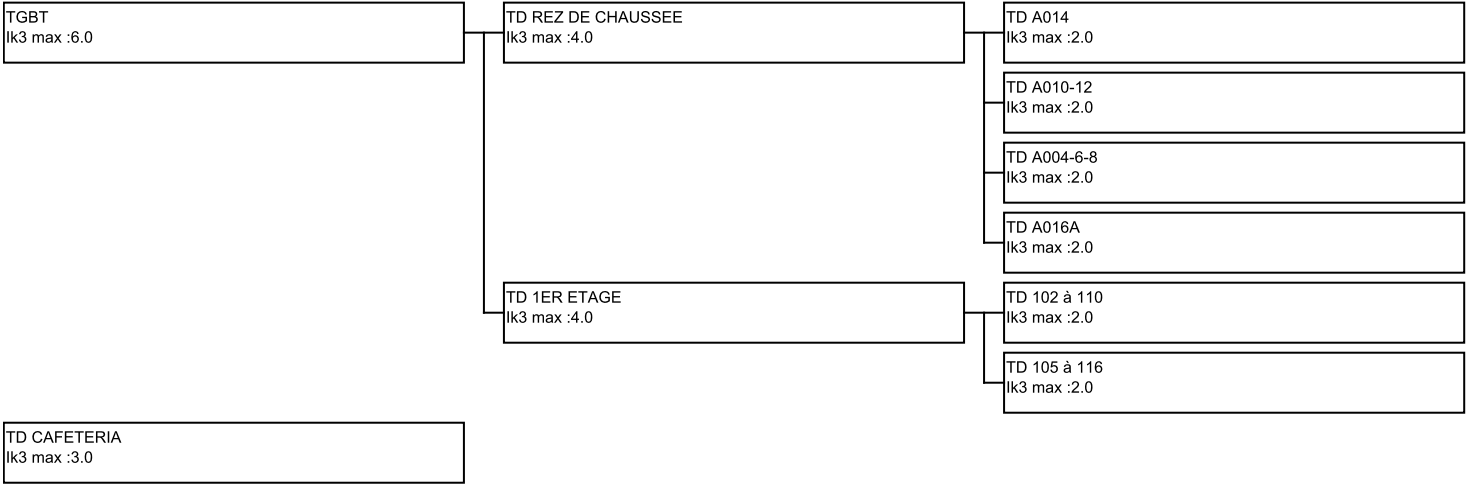 TGBT
Ik3 max :6.0
TD REZ DE CHAUSSEE
Ik3 max :4.0
TD A014
Ik3 max :2.0
TD A010-12
Ik3 max :2.0
TD A004-6-8
Ik3 max :2.0
TD A016A
Ik3 max :2.0
TD 1ER ETAGE
Ik3 max :4.0
TD 102 à 110
Ik3 max :2.0
TD 105 à 116
Ik3 max :2.0
TD CAFETERIA
Ik3 max :3.0